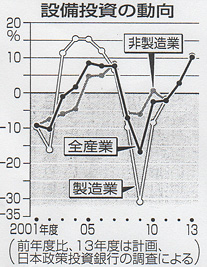 設備投資の動向
20
%
10
0
-10
-20
-30
-35
非製造業
全産業
製造業
2001年度 05 10 13
(前年度比、13年度は計画、
日本政策投資銀行の調査による)